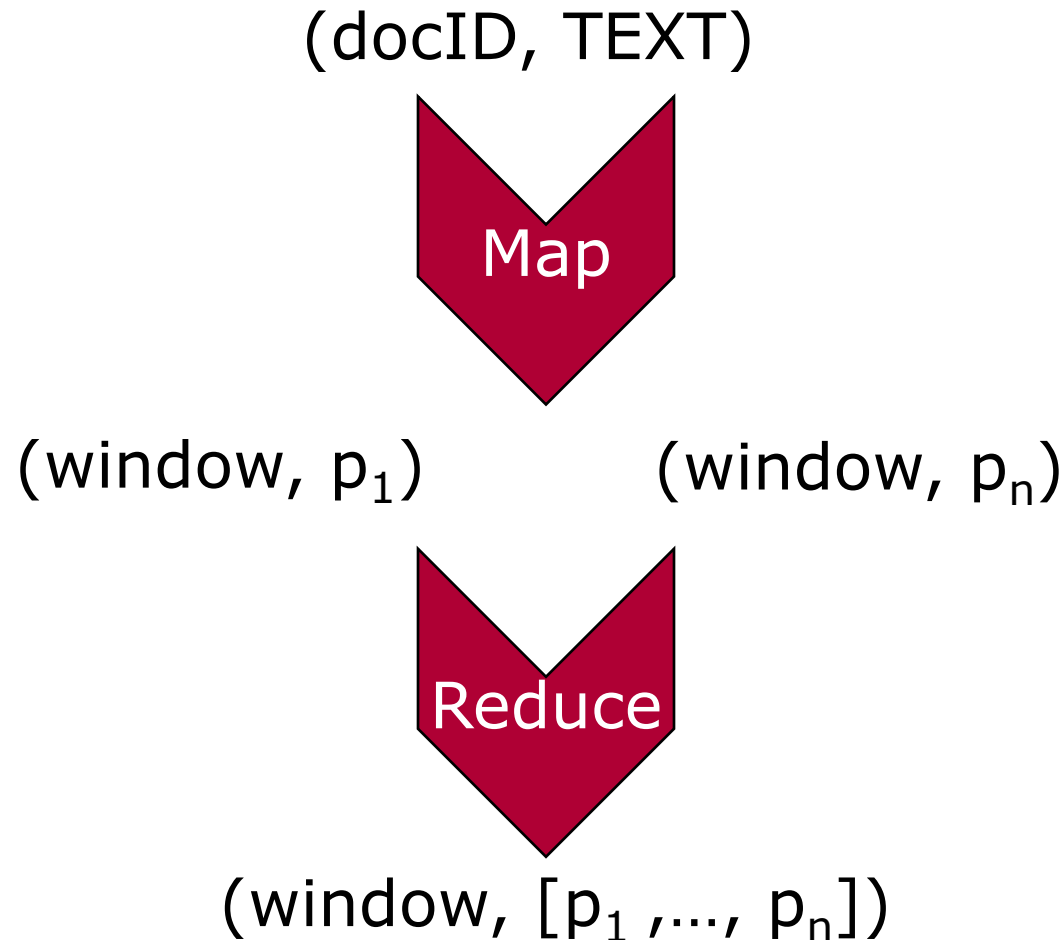 (docID, TEXT)
Map
(window, p₁) (window, pₙ)
Reduce
(window, [p₁ ,…, pₙ])